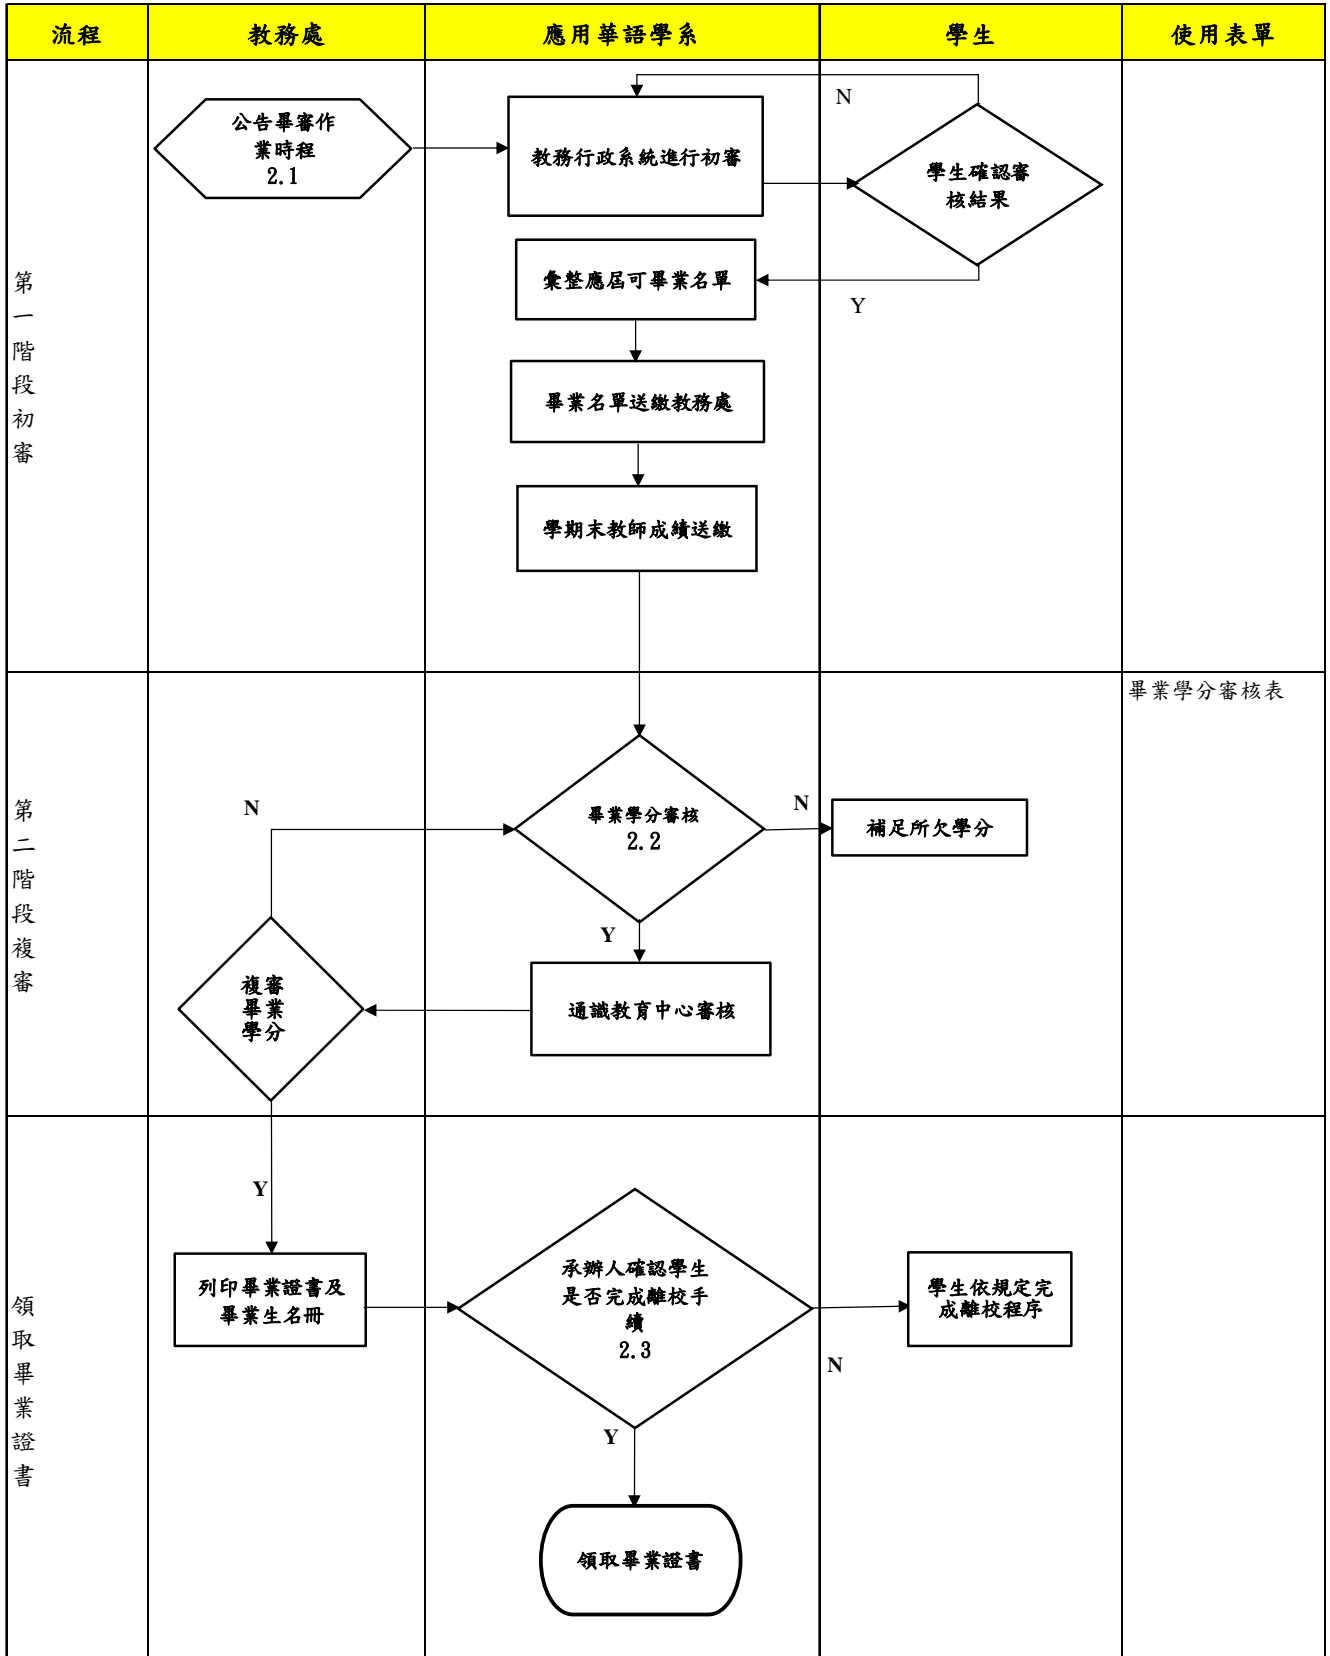 流程
教務處
應用華語學系
學生
使用表單
第
一
階
段
初
審
公告畢審作
業時程
2.1
教務行政系統進行初審
N
學生確認審
核結果
Y
彙整應屆可畢業名單
畢業名單送繳教務處
學期末教師成績送繳
畢業學分審核表
第
二
階
段
複
審
N
畢業學分審核
2.2
N
補足所欠學分
Y
複審
畢業
學分
通識教育中心審核
領
取
畢
業
證
書
Y
列印畢業證書及
畢業生名冊
承辦人確認學生
是否完成離校手
續
2.3
N
學生依規定完
成離校程序
Y
領取畢業證書